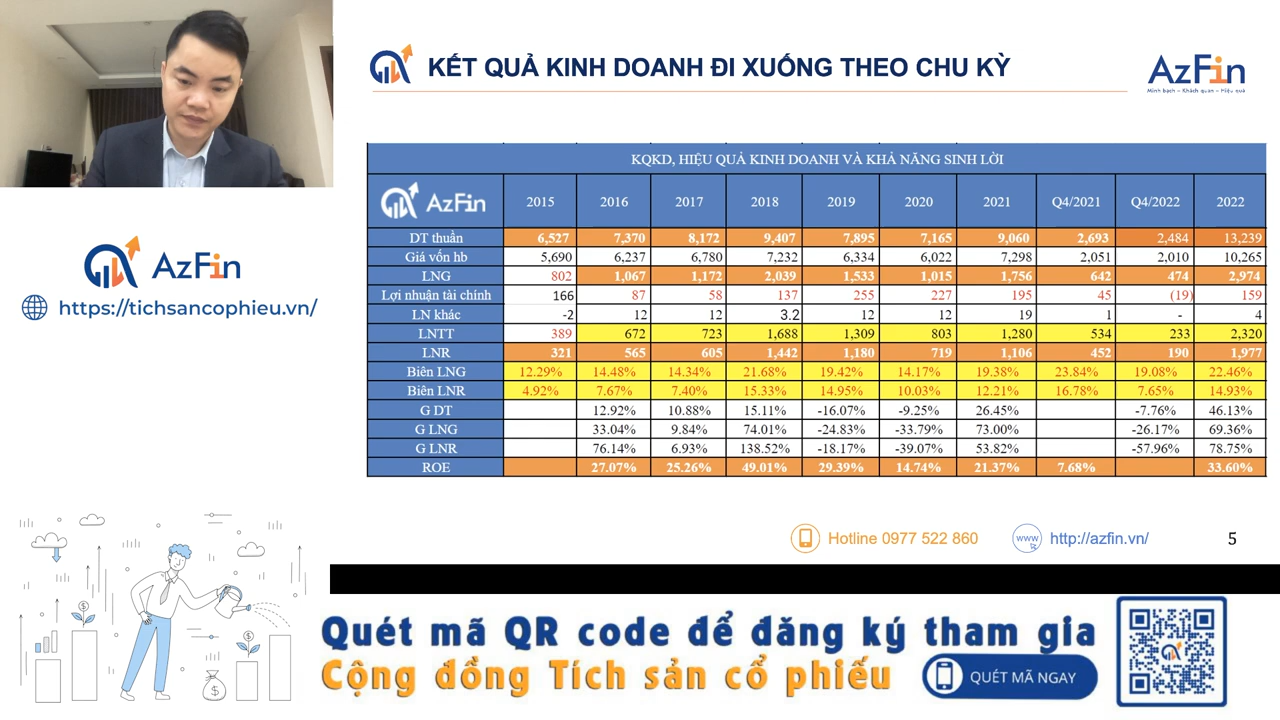 KẾT QUẢ KINH DOANH ĐI XUỐNG THEO CHU KỲ
AzFin
Minh bạch – Khách quan – Hiệu quả
KQKD, HIỆU QUẢ KINH DOANH VÀ KHẢ NĂNG SINH LỜI
AzFin 2015 2016 2017 2018 2019 2020 2021 Q4/2021 Q4/2022 2022
DT thuần 6,527 7,370 8,172 9,407 7,895 7,165 9,060 2,693 2,484 13,239
Giá vốn hb 5,690 6,237 6,780 7,232 6,334 6,022 7,298 2,051 2,010 10,265
LNG 802 1,067 1,172 2,039 1,533 1,015 1,756 642 474 2,974
Lợi nhuận tài chính 166 87 58 137 255 227 195 45 (19) 159
LN khác -2 12 12 3.2 12 12 19 1 - 4
LNTT 389 672 723 1,688 1,309 803 1,280 534 233 2,320
LNR 321 565 605 1,442 1,180 719 1,106 452 190 1,977
Biên LNG 12.29% 14.48% 14.34% 21.68% 19.42% 14.17% 19.38% 23.84% 19.08% 22.46%
Biên LNR 4.92% 7.67% 7.40% 15.33% 14.95% 10.03% 12.21% 16.78% 7.65% 14.93%
G DT 12.92% 10.88% 15.11% -16.07% -9.25% 26.45% -7.76% 46.13%
G LNG 33.04% 9.84% 74.01% -24.83% -33.79% 73.00% -26.17% 69.36%
G LNR 76.14% 6.93% 138.52% -18.17% -39.07% 53.82% -57.96% 78.75%
ROE 27.07% 25.26% 49.01% 29.39% 14.74% 21.37% 7.68% 33.60%
AzFin
https://tichsancophieu.vn/
Hotline 0977 522 860
www
http://azfin.vn/
5
Quét mã QR code để đăng ký tham gia
Cộng đồng Tích sản cổ phiếu
QUÉT MÃ NGAY